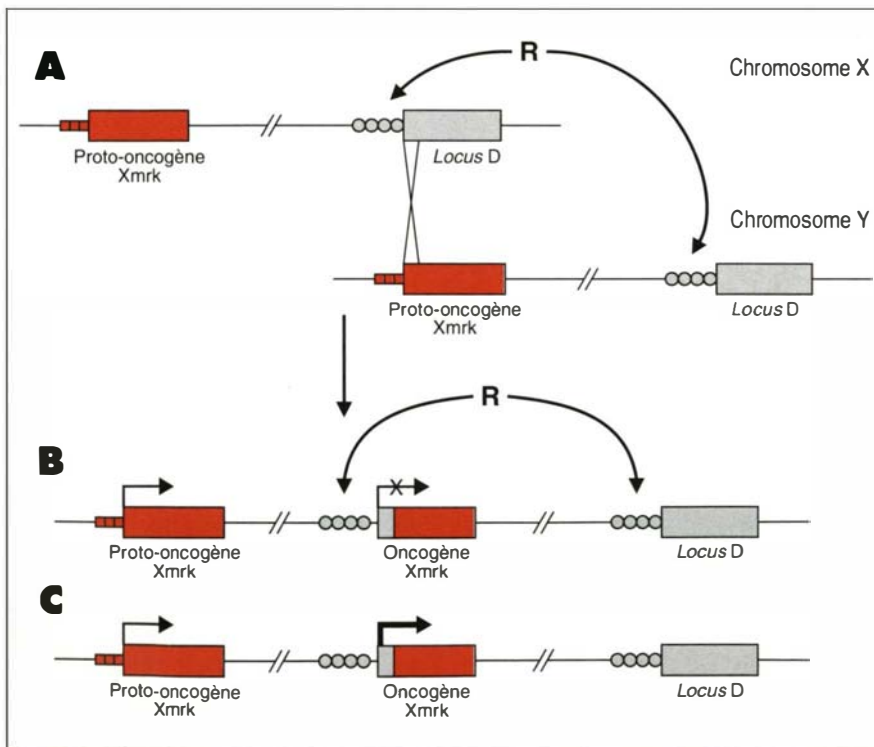 A
R
Chromosome X
Proto-oncogène
Xmrk
Locus D
Chromosome Y
Proto-oncogène
Xmrk
Locus D
R
B
X
Proto-oncogène
Xmrk
Oncogène
Xmrk
Locus D
C
Proto-oncogène
Xmrk
Oncogène
Xmrk
Locus D